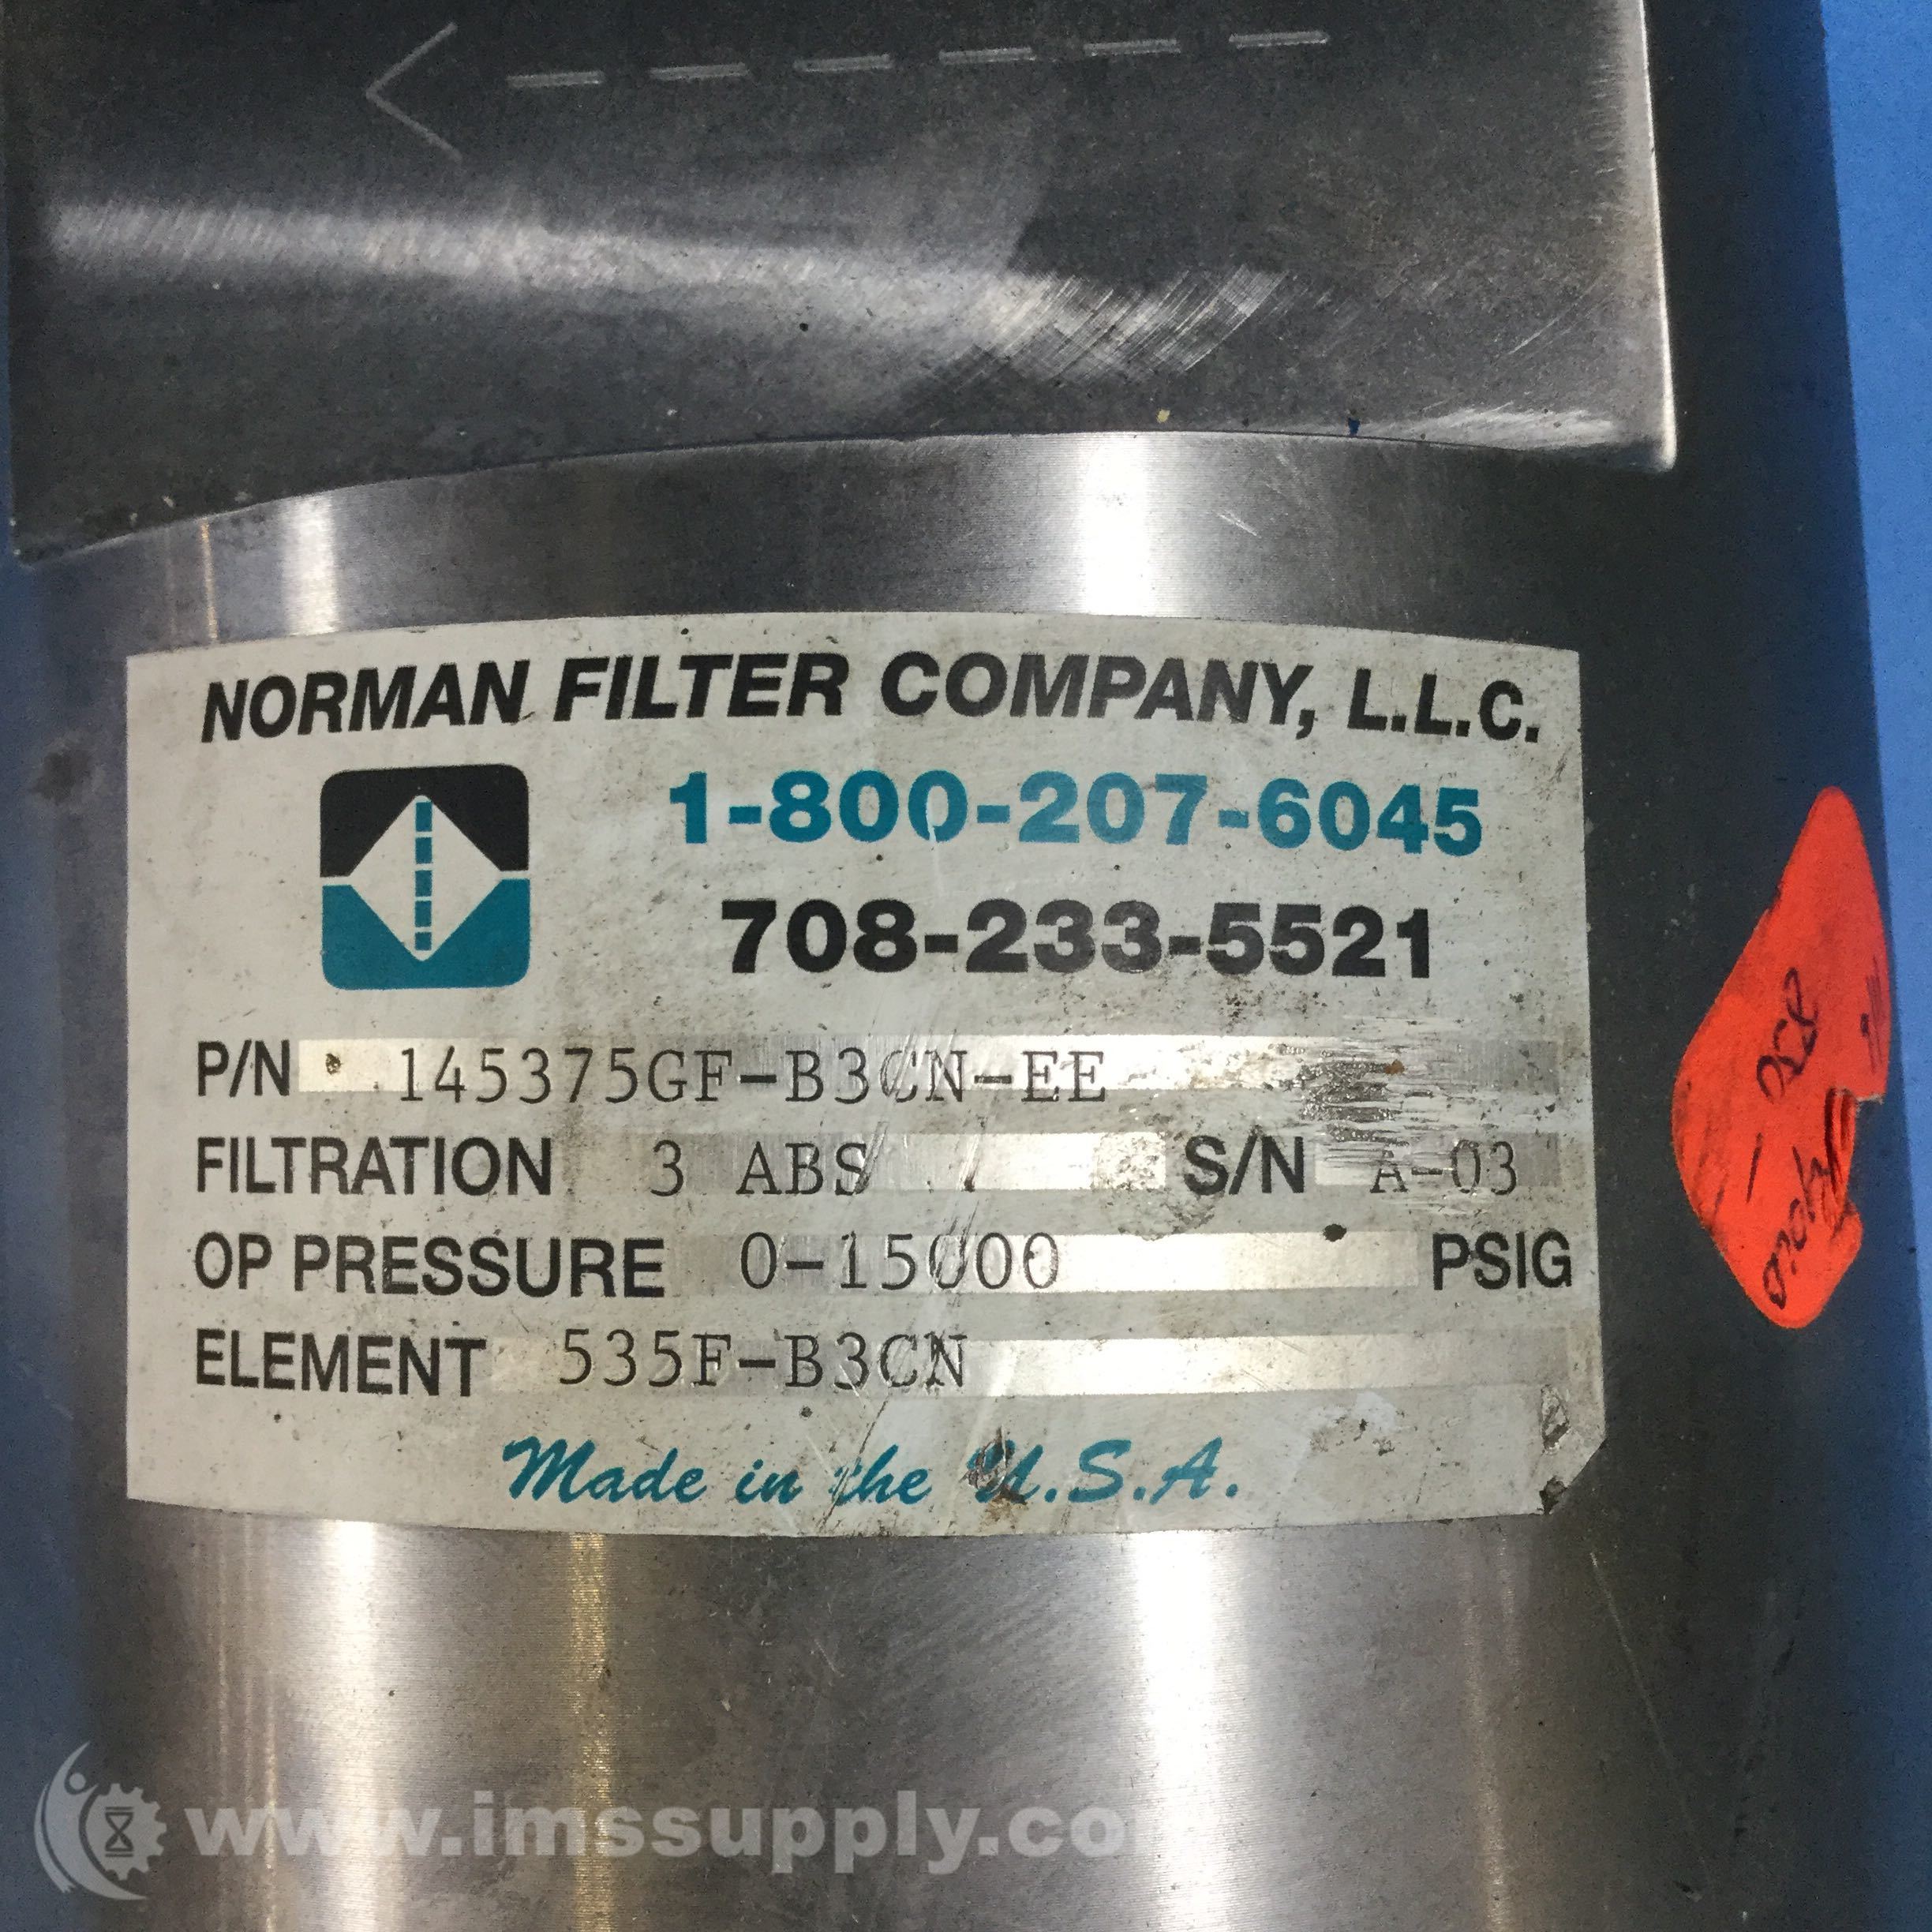 NORMAN FILTER COMPANY, L.L.C.
1-800-207-6045
708-233-5521
P/N 145375GF-B3CN-EE
FILTRATION 3 ABS S/N A-03
OP PRESSURE 0-15000 PSIG
ELEMENT 535F-B3CN
Made in the U.S.A.
www.imssupply.co